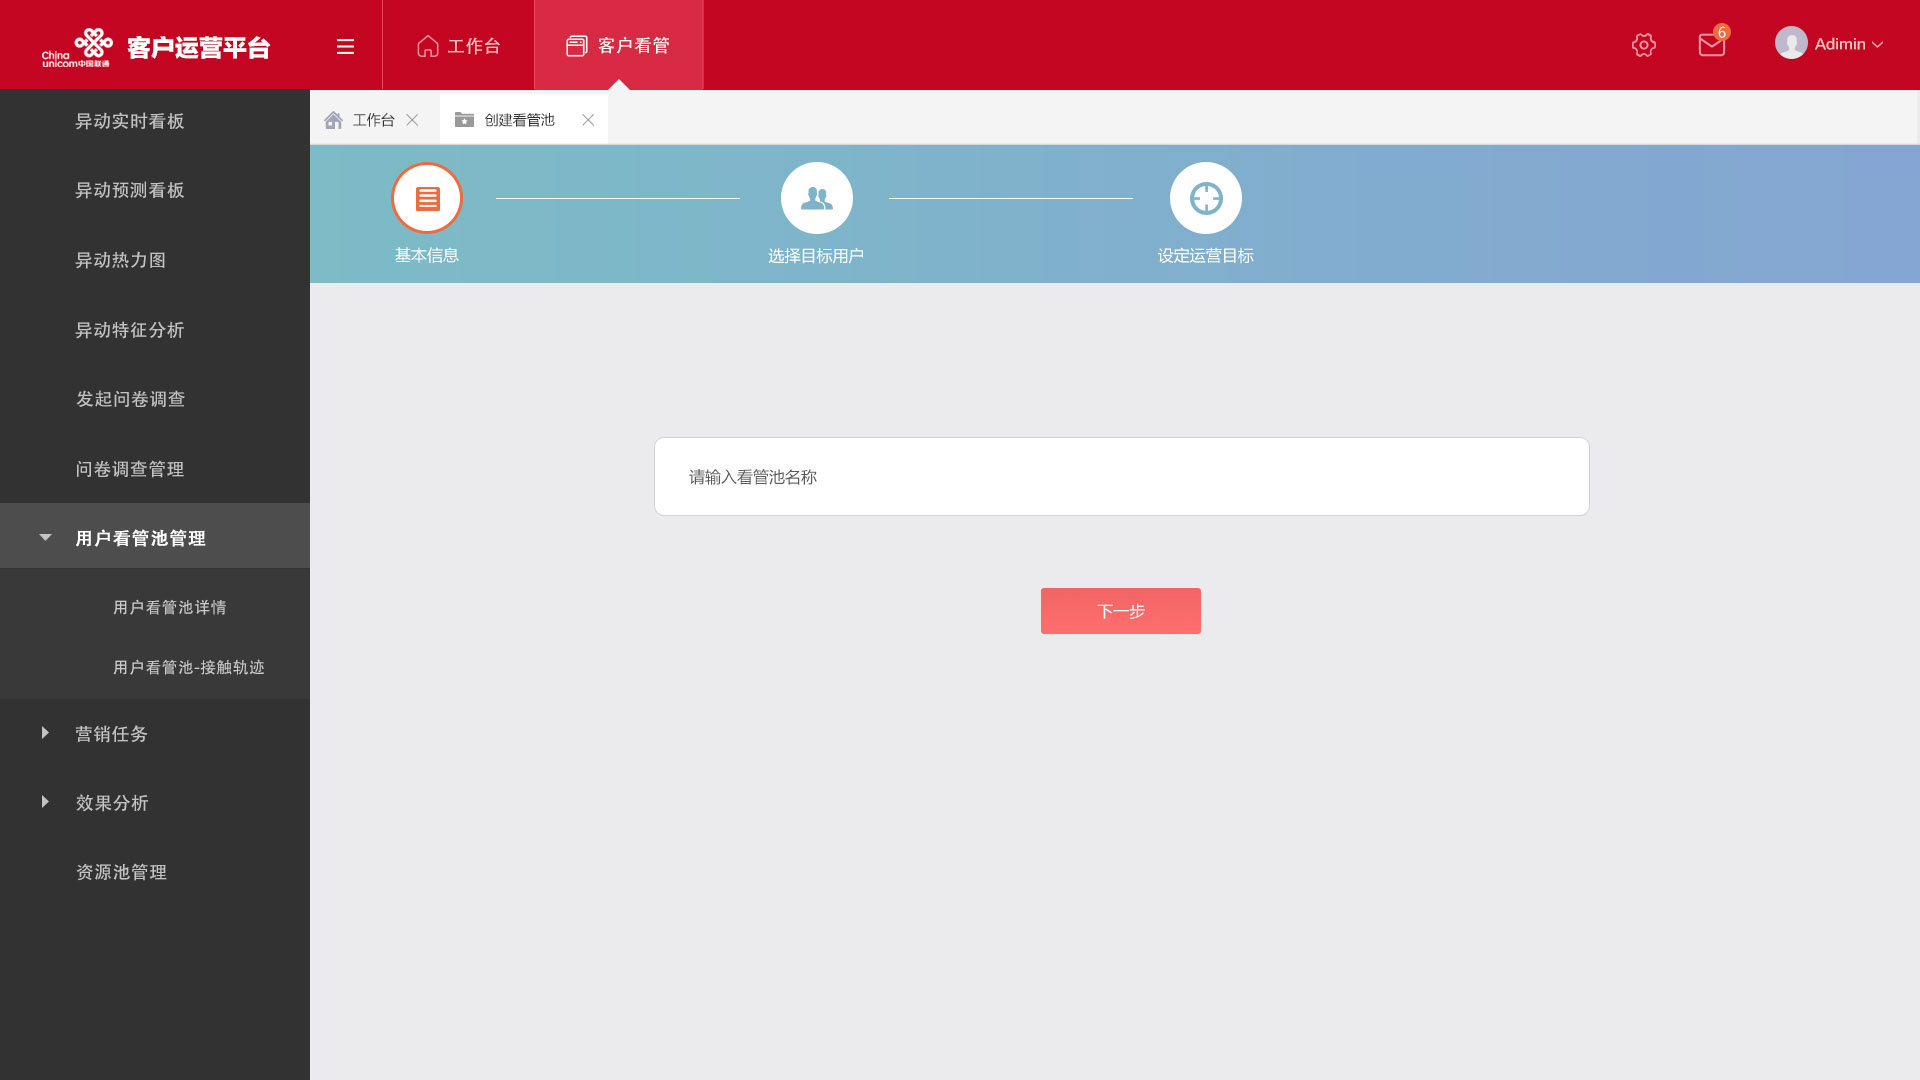 China
unicom中国联通
客户运营平台
工作台
客户看管
6
Adimin
异动实时看板
异动预测看板
异动热力图
异动特征分析
发起问卷调查
问卷调查管理
用户看管池管理
用户看管池详情
用户看管池-接触轨迹
营销任务
效果分析
资源池管理
工作台
创建看管池
基本信息
选择目标用户
设定运营目标
请输入看管池名称
下一步